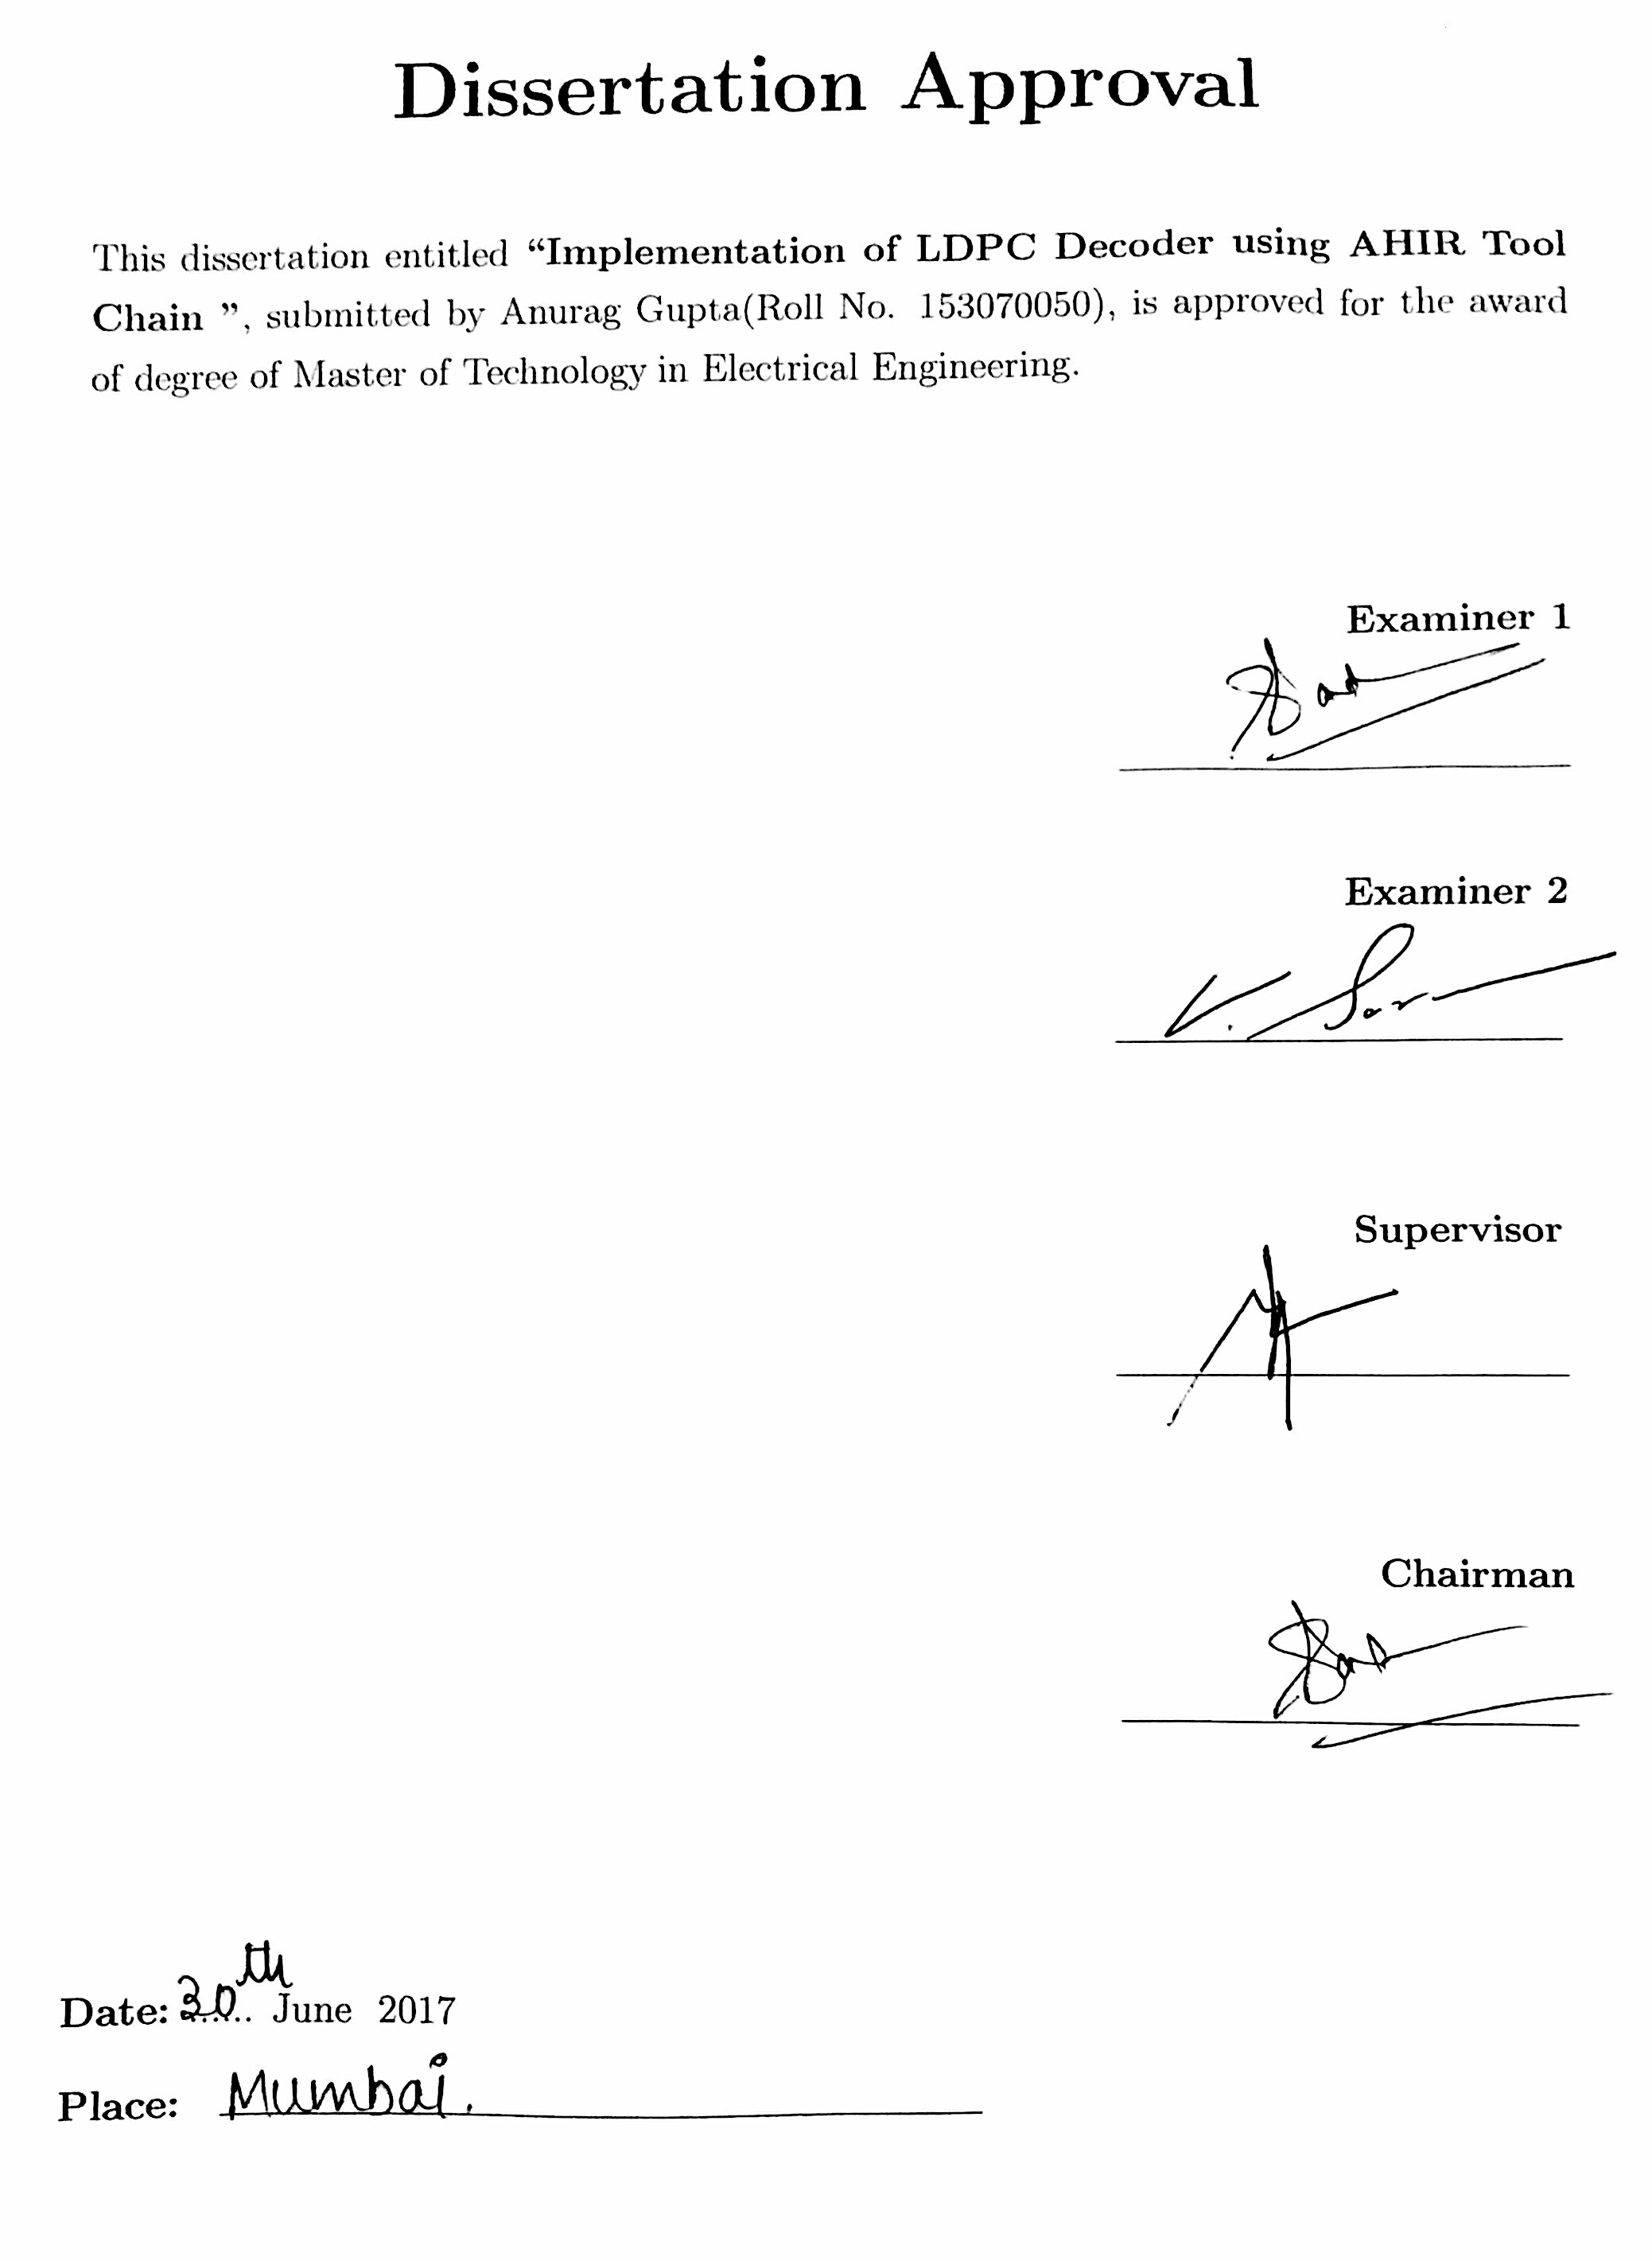 Dissertation Approval
This dissertation entitled “Implementation of LDPC Decoder using AHIR Tool
Chain ”, submitted by Anurag Gupta(Roll No. 153070050), is approved for the award
of degree of Master of Technology in Electrical Engineering.
Examiner 1
Examiner 2
Supervisor
Chairman
Date: 30th June 2017
Place: Mumbai.